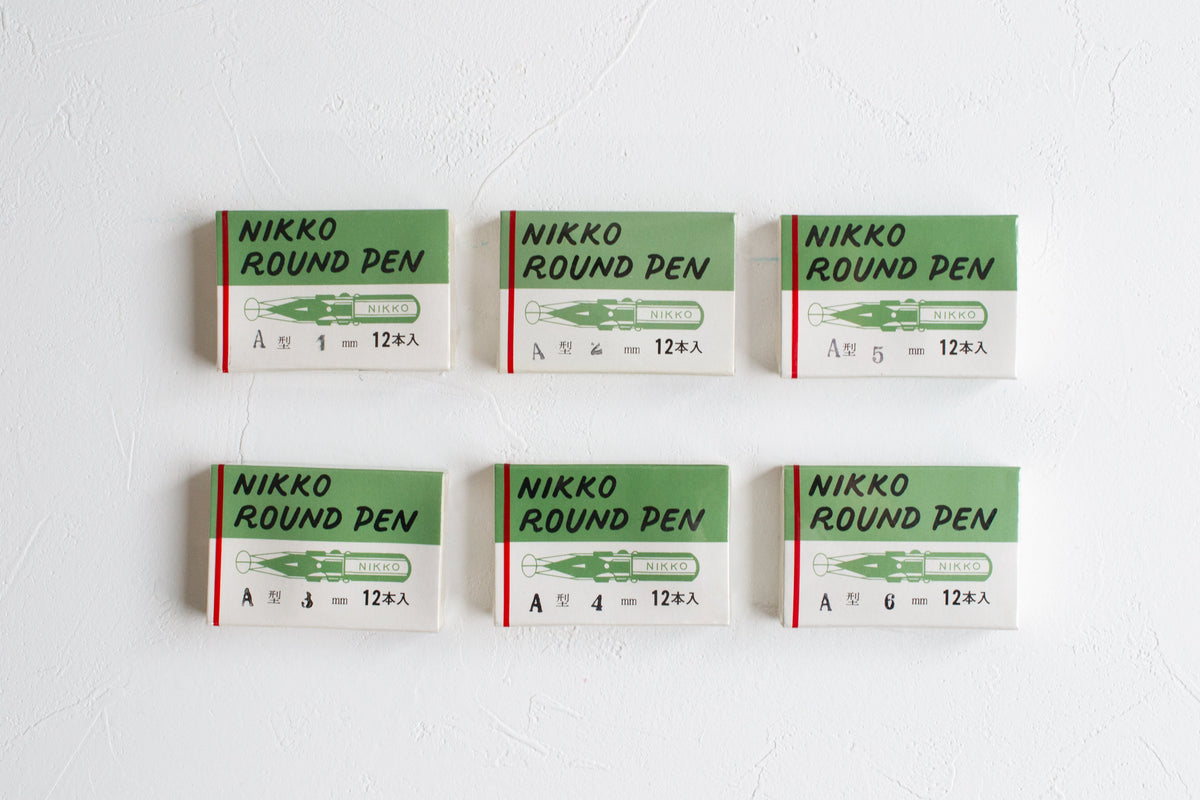 NIKKO
ROUND PEN
NIKKO
A 型 1 mm 12本入
NIKKO
ROUND PEN
NIKKO
A 型 2 mm 12本入
NIKKO
ROUND PEN
NIKKO
A型 5 mm 12本入
NIKKO
ROUND PEN
NIKKO
A 型 3 mm 12本入
NIKKO
ROUND PEN
NIKKO
A 型 4 mm 12本入
NIKKO
ROUND PEN
NIKKO
A 型 6 mm 12本入